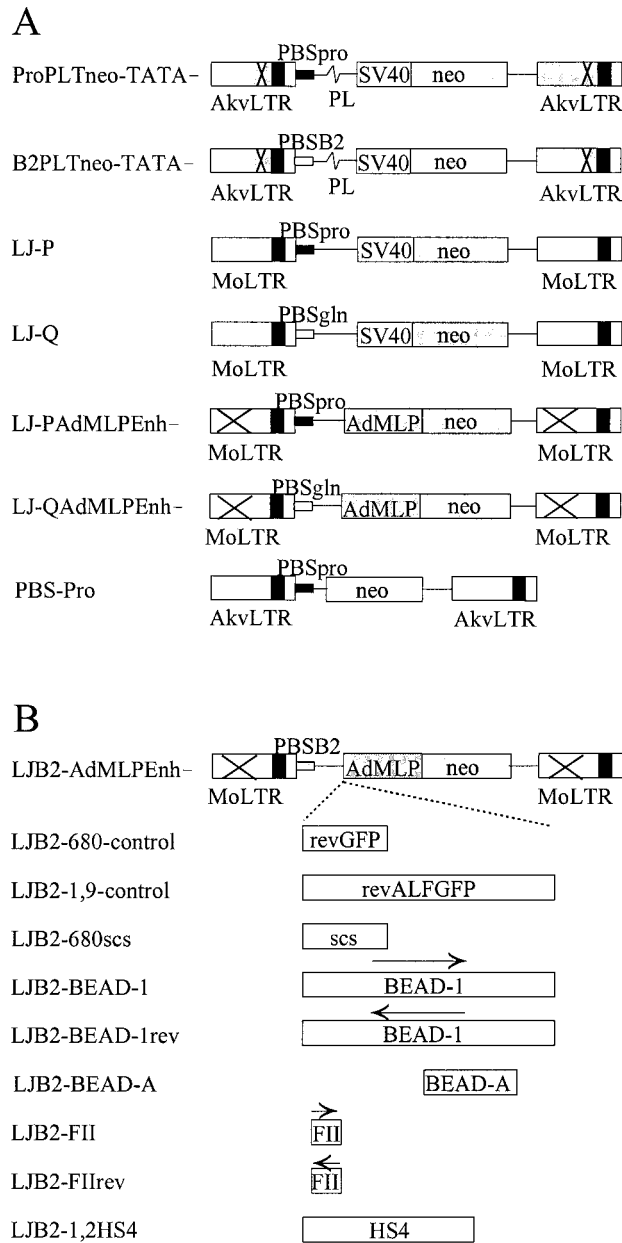 A
PBSpro
ProPLTneo-TATA− SV40 neo
AkvLTR PL AkvLTR
PBSB2
B2PLTneo-TATA− SV40 neo
AkvLTR PL AkvLTR
PBSpro
LJ-P SV40 neo
MoLTR MoLTR
PBSgln
LJ-Q SV40 neo
MoLTR MoLTR
PBSpro
LJ-PAdMLPEnh− AdMLP neo
MoLTR MoLTR
PBSgln
LJ-QAdMLPEnh− AdMLP neo
MoLTR MoLTR
PBSpro
PBS-Pro neo
AkvLTR AkvLTR
B
PBSB2
LJB2-AdMLPEnh− AdMLP neo
MoLTR MoLTR
LJB2-680-control revGFP
LJB2-1,9-control revALFGFP
LJB2-680scs scs
LJB2-BEAD-1 BEAD-1
LJB2-BEAD-1rev BEAD-1
LJB2-BEAD-A BEAD-A
LJB2-FII FII
LJB2-FIIrev FII
LJB2-1,2HS4 HS4